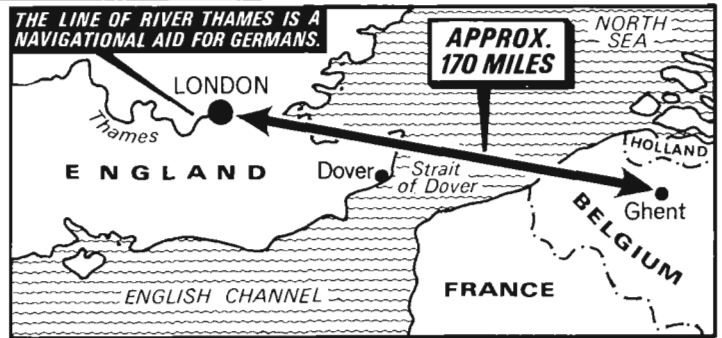 THE LINE OF RIVER THAMES IS A
NAVIGATIONAL AID FOR GERMANS.
NORTH
SEA
APPROX.
170 MILES
LONDON
Thames
HOLLAND
ENGLAND
Dover
Strait
of Dover
Ghent
BELGIUM
FRANCE
ENGLISH CHANNEL